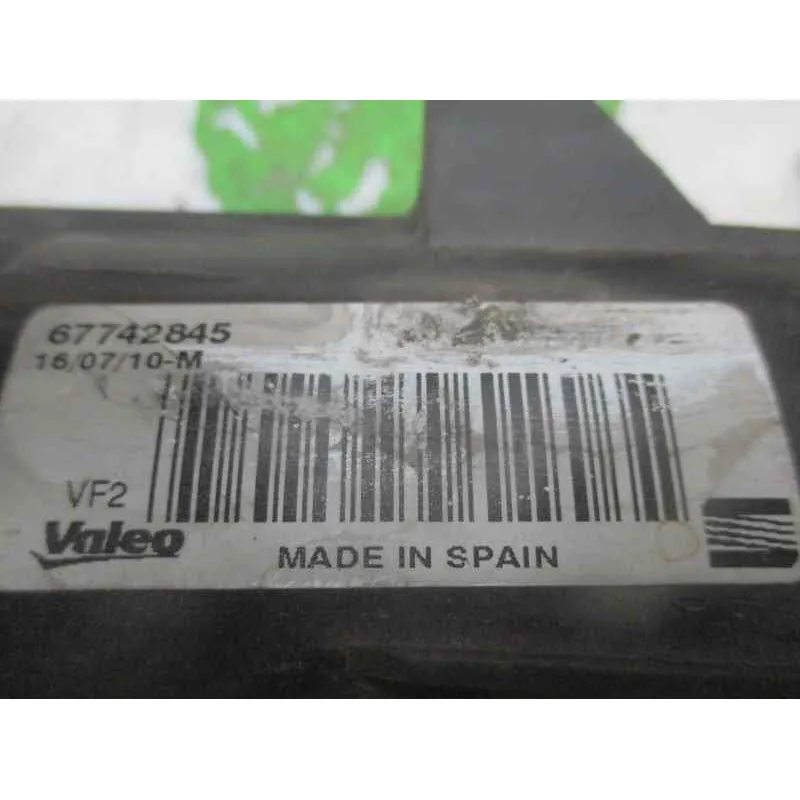 67742845
16/07/10-M
VF2
Valeo
MADE IN SPAIN